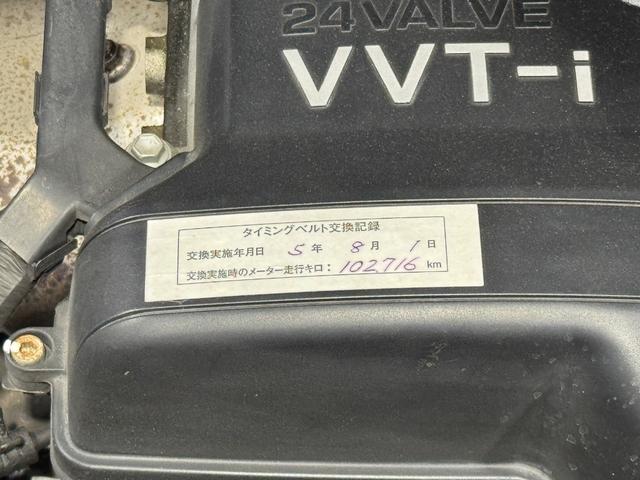 24VALVE
VVT-i
タイミングベルト交換記録
交換実施年月日 5 年 8 月 1 日
交換実施時のメーター走行キロ：102716 km